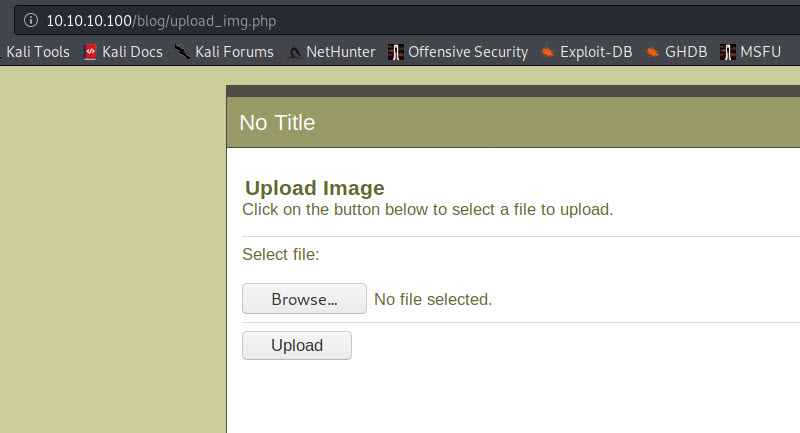 10.10.10.100/blog/upload_img.php
Kali Tools Kali Docs Kali Forums NetHunter Offensive Security Exploit-DB GHDB MSFU
No Title
Upload Image
Click on the button below to select a file to upload.
Select file:
Browse... No file selected.
Upload